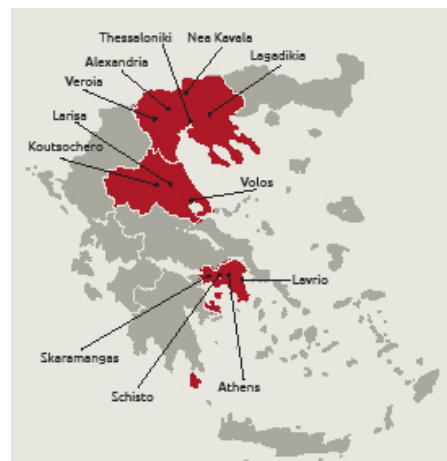 Thessaloniki
Nea Kavala
Alexandria
Lagadikia
Veroia
Larisa
Koutsochero
Volos
Lavrio
Skaramangas
Athens
Schisto